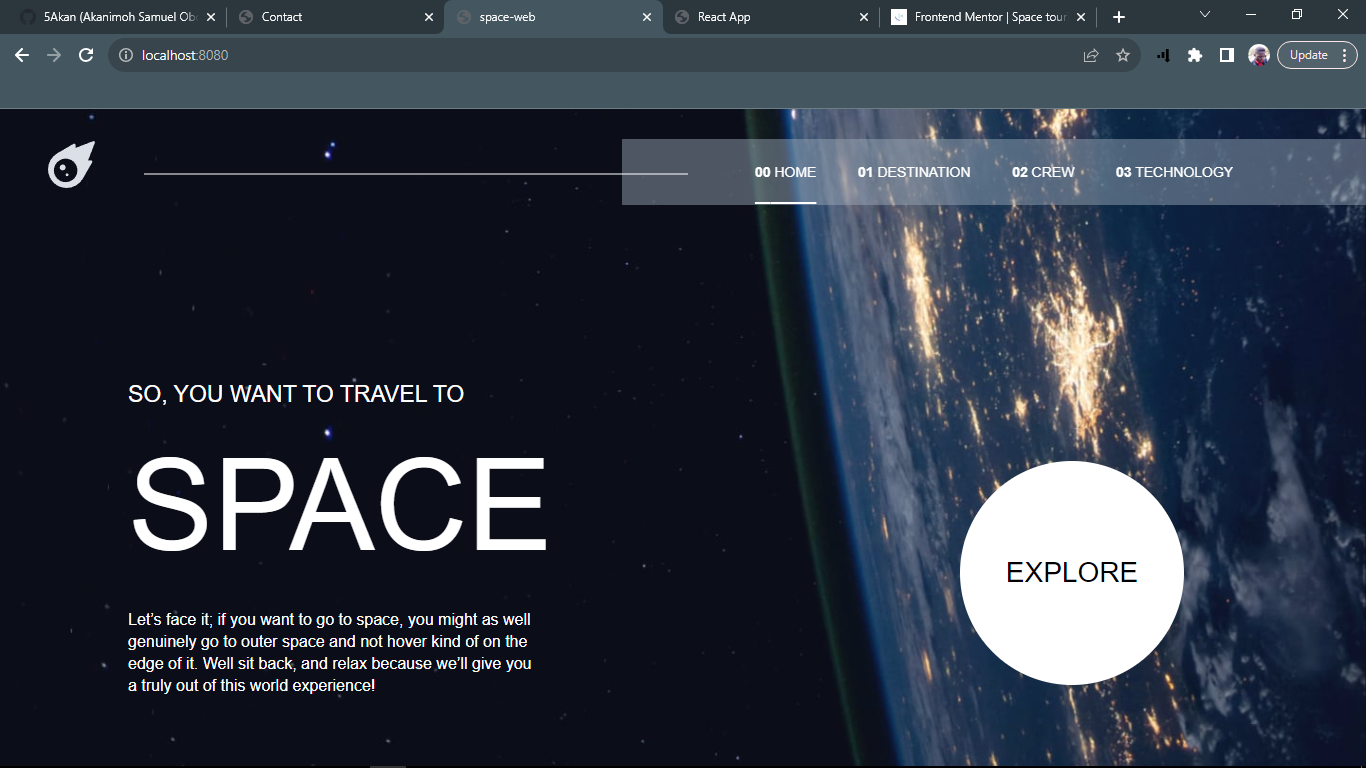 5Akan (Akanimoh Samuel Ob
Contact
space-web
React App
Frontend Mentor | Space tour
localhost:8080
Update
00 HOME
01 DESTINATION
02 CREW
03 TECHNOLOGY
SO, YOU WANT TO TRAVEL TO
SPACE
EXPLORE
Let’s face it; if you want to go to space, you might as well
genuinely go to outer space and not hover kind of on the
edge of it. Well sit back, and relax because we’ll give you
a truly out of this world experience!